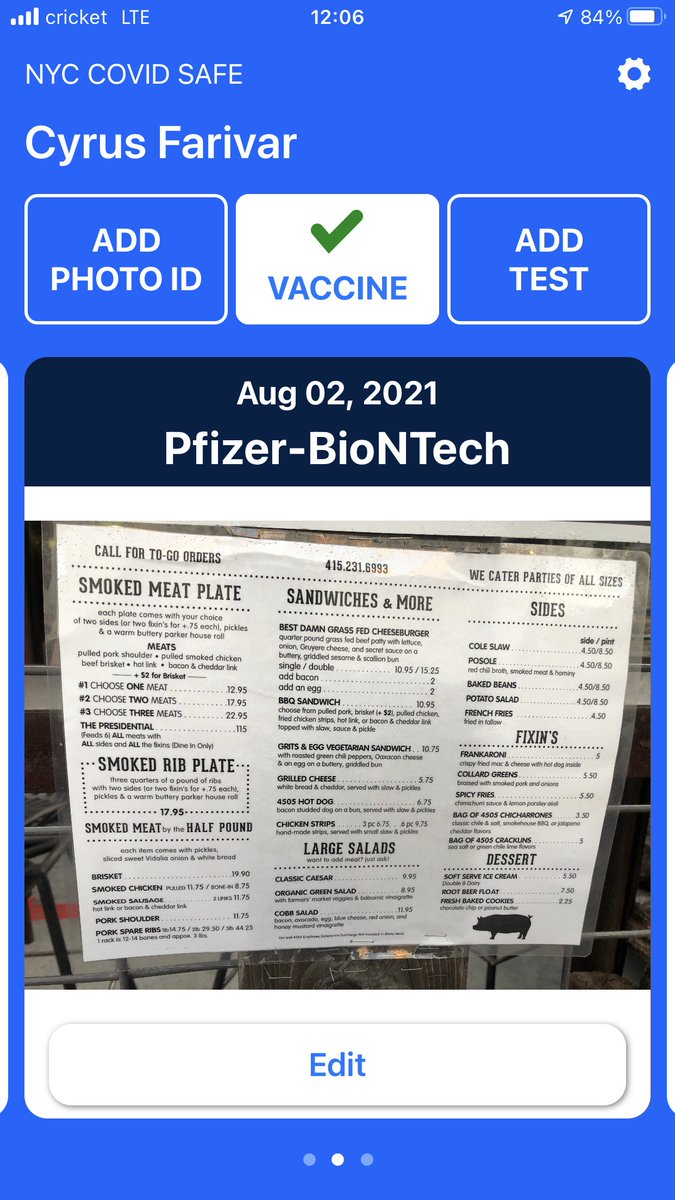 cricket LTE 12:06 84%
NYC COVID SAFE
Cyrus Farivar
ADD
PHOTO ID
VACCINE
ADD
TEST
Aug 02, 2021
Pfizer-BioNTech
CALL FOR TO-GO ORDERS
415.231.6993
WE CATER PARTIES OF ALL SIZES
SMOKED MEAT PLATE
each plate comes with your choice
of two sides (or two fixin's for +.75 each), pickles
& a warm buttery parker house roll
MEATS
pulled pork shoulder • pulled smoked chicken
beef brisket • hot link • bacon & cheddar link
+ $2 for Brisket
#1 CHOOSE ONE MEAT 12.95
#2 CHOOSE TWO MEATS 17.95
#3 CHOOSE THREE MEATS 22.95
THE PRESIDENTIAL 115
(Feeds 6) ALL meats with
ALL sides and ALL the fixins (Dine In Only)
SMOKED RIB PLATE
three quarters of a pound of ribs
with two sides (or two fixin's for +.75 each),
pickles & a warm buttery parker house roll
17.95
SMOKED MEAT by the HALF POUND
each item comes with pickles,
sliced sweet Vidalia onion & white bread
BRISKET 19.90
SMOKED CHICKEN PULLED 11.75 / BONE-IN 8.75
SMOKED SAUSAGE 2 LINKS 11.75
hot link or bacon & cheddar link
PORK SHOULDER 11.75
PORK SPARE RIBS 1lb 14.75 / 2lb 29.50 / 3lb 44.25
1 rack is 12-14 bones and approx. 3 lbs.
SANDWICHES & MORE
BEST DAMN GRASS FED CHEESEBURGER
quarter pound grass fed beef patty with lettuce,
onion, Gruyere cheese, and secret sauce on a
buttery, griddled sesame & scallion bun
single / double 10.95 / 15.25
add bacon 2
add an egg 2
BBQ SANDWICH 10.95
choose from pulled pork, brisket (+ $2), pulled chicken,
fried chicken strips, hot link, or bacon & cheddar link
topped with slaw, sauce & pickle
GRITS & EGG VEGETARIAN SANDWICH 10.75
with roasted green chili peppers, Oaxacan cheese
& an egg on a buttery, griddled bun
GRILLED CHEESE 5.75
white bread & cheddar, served with slaw & pickles
4505 HOT DOG 6.75
bacon studded dog on a bun, served with slaw & pickles
CHICKEN STRIPS 3 pc 6.75 6 pc 9.75
hand-made strips, served with small slaw & pickles
LARGE SALADS
want to add meat? just ask!
CLASSIC CAESAR 9.95
ORGANIC GREEN SALAD 8.95
with farmers' market veggies & balsamic vinaigrette
COBB SALAD 11.95
bacon, avocado, egg, blue cheese, red onion, and
honey mustard vinaigrette
SIDES
side / pint
COLE SLAW 4.50/8.50
POSOLE 4.50/8.50
red chili broth, smoked meat & hominy
BAKED BEANS 4.50/8.50
POTATO SALAD 4.50/8.50
FRENCH FRIES 4.50
fried in tallow
FIXIN'S
FRANKARONI 5
crispy fried mac & cheese with hot dog inside
COLLARD GREENS 5.50
braised with smoked pork and onions
SPICY FRIES 5.50
chimichurri sauce & lemon parsley aioli
BAG OF 4505 CHICHARRONES 3.50
classic chile & salt, smokehouse BBQ, or jalapeno
cheddar flavors
BAG OF 4505 CRACKLINS 5
sea salt or green chile lime flavors
DESSERT
SOFT SERVE ICE CREAM 5.50
Double 8 Dairy
ROOT BEER FLOAT 7.50
FRESH BAKED COOKIES 2.25
chocolate chip or peanut butter
Edit